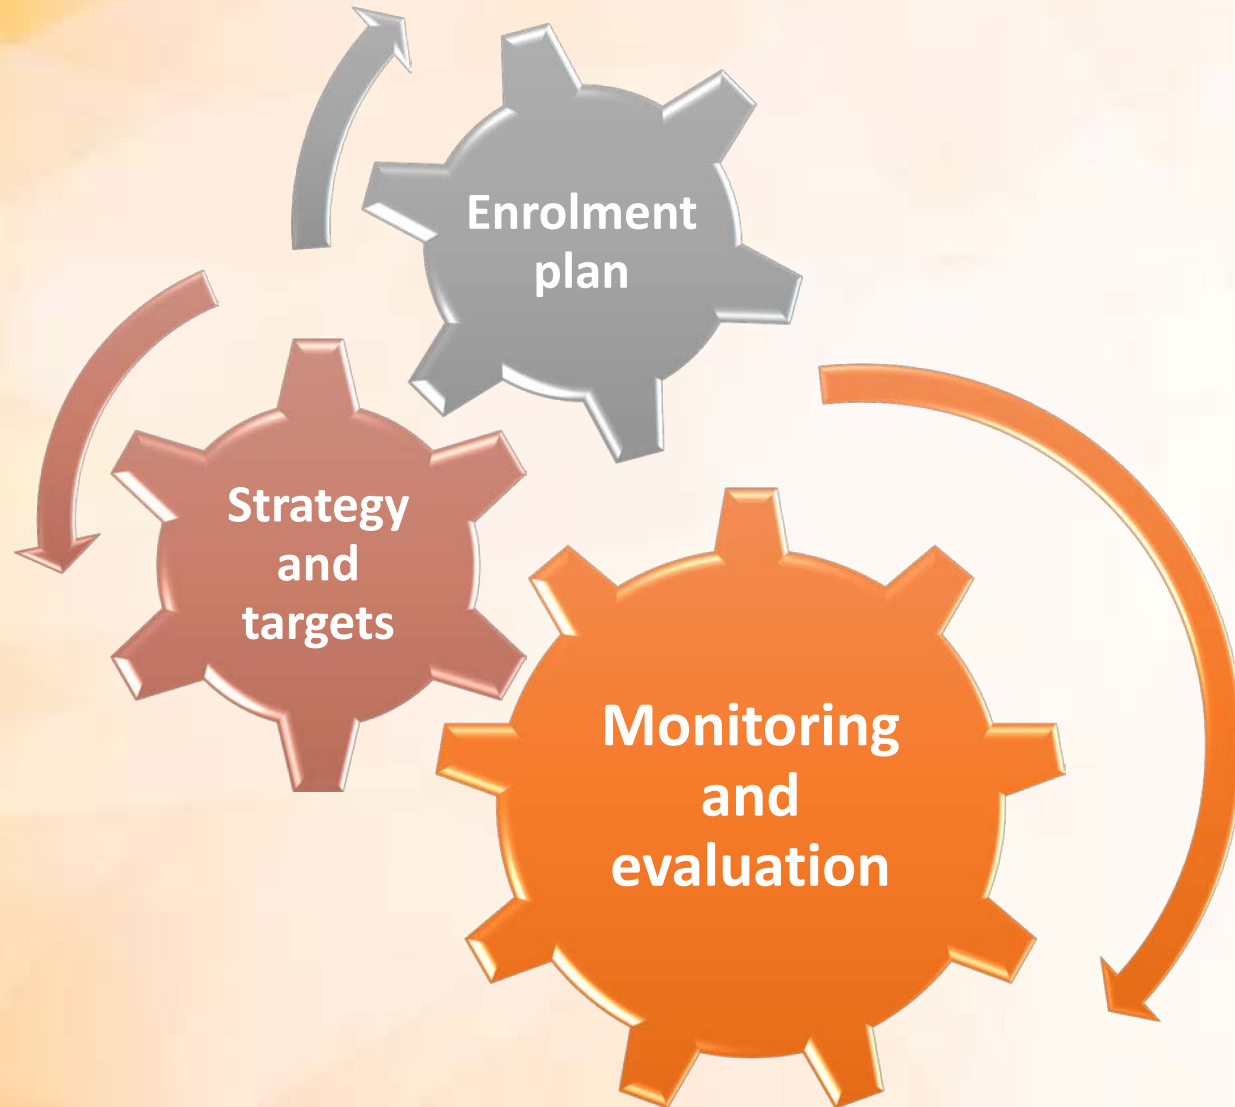 Enrolment
plan
Strategy
and
targets
Monitoring
and
evaluation